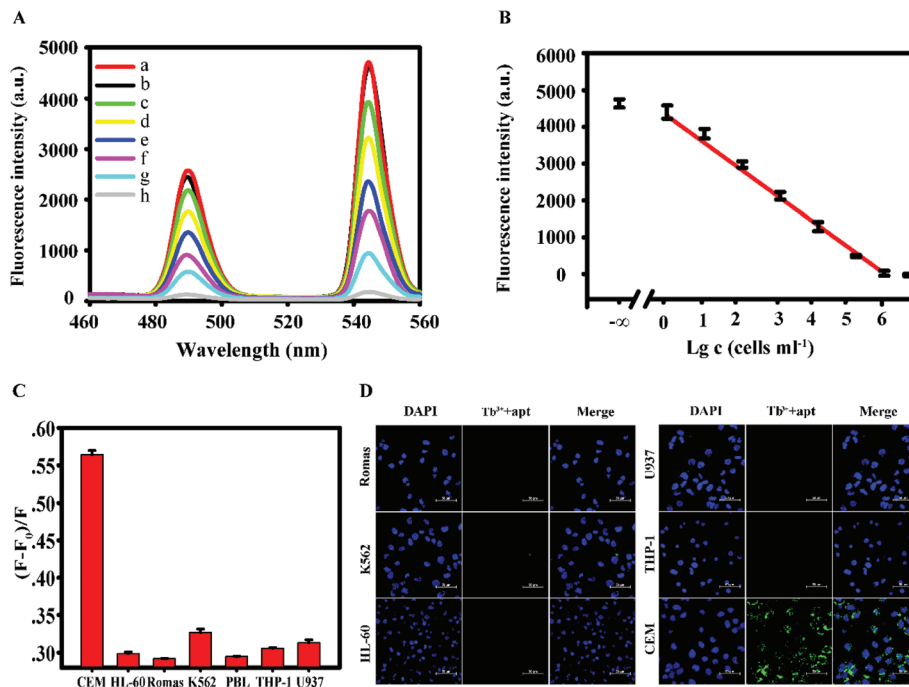 A
Fluorescence intensity (a.u.)
5000
4000
3000
2000
1000
0
a
b
c
d
e
f
g
h
460 480 500 520 540 560
Wavelength (nm)
B
Fluorescence intensity (a.u.)
6000
5000
4000
3000
2000
1000
0
-∞ 0 1 2 3 4 5 6
Lg c (cells ml⁻¹)
C
(F-F₀)/F
.60
.55
.50
.45
.40
.35
.30
CEM HL-60 Romas K562 PBL THP-1 U937
D
DAPI Tb³⁺+apt Merge
Romas
K562
HL-60
DAPI Tb³⁺+apt Merge
U937
THP-1
CEM